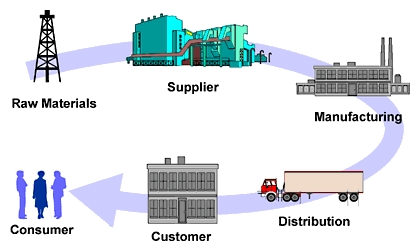 Raw Materials
Supplier
Manufacturing
Distribution
Customer
Consumer